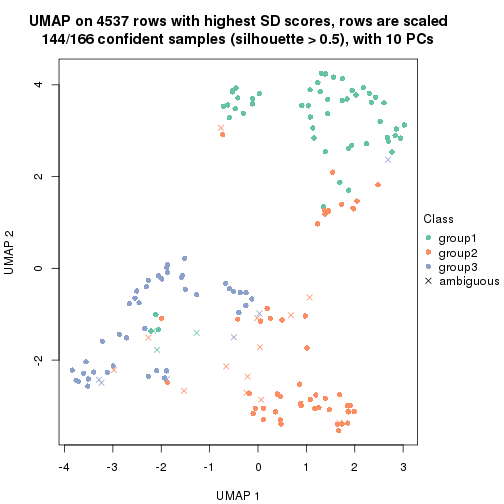 UMAP on 4537 rows with highest SD scores, rows are scaled
144/166 confident samples (silhouette > 0.5), with 10 PCs
4
2
0
-2
UMAP 2
-4
-3
-2
-1
0
1
2
3
UMAP 1
Class
group1
group2
group3
ambiguous